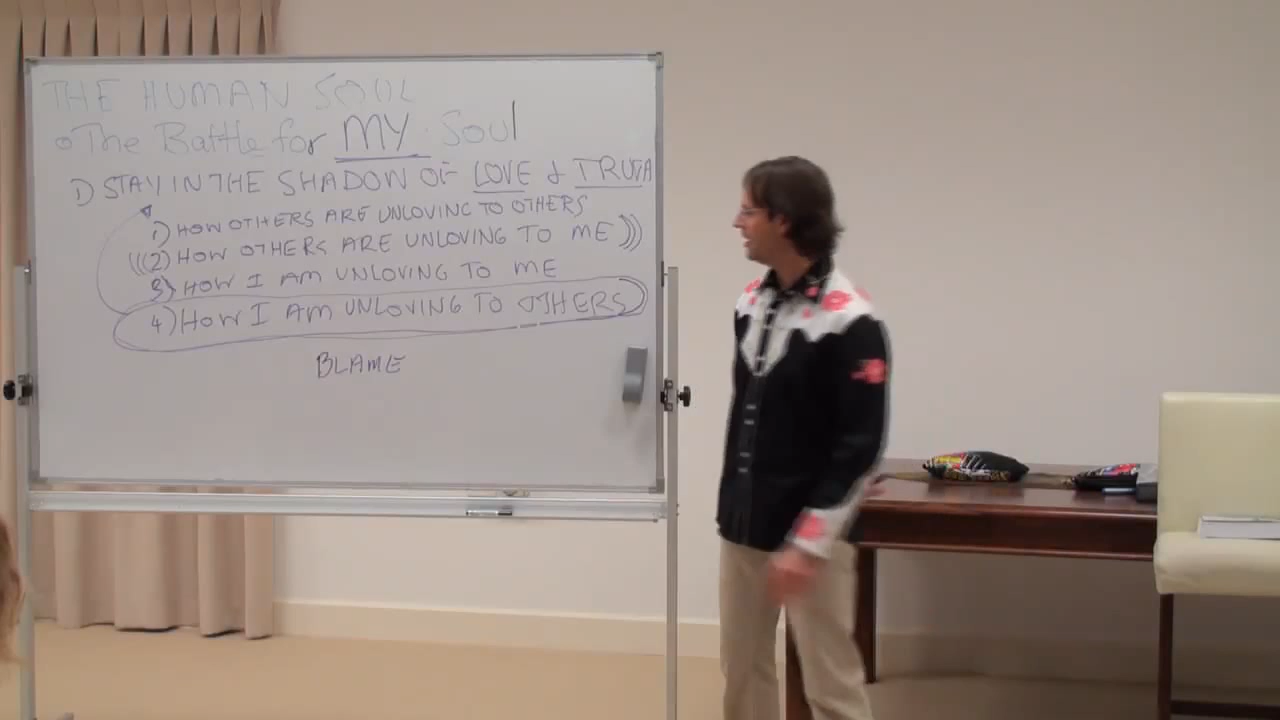 THE HUMAN SOUL
The Battle for MY Soul
1) STAY IN THE SHADOW OF LOVE & TRUTH
1) HOW OTHERS ARE UNLOVING TO OTHERS
(((2) HOW OTHERS ARE UNLOVING TO ME)))
3) HOW I AM UNLOVING TO ME
4) HOW I AM UNLOVING TO OTHERS
BLAME